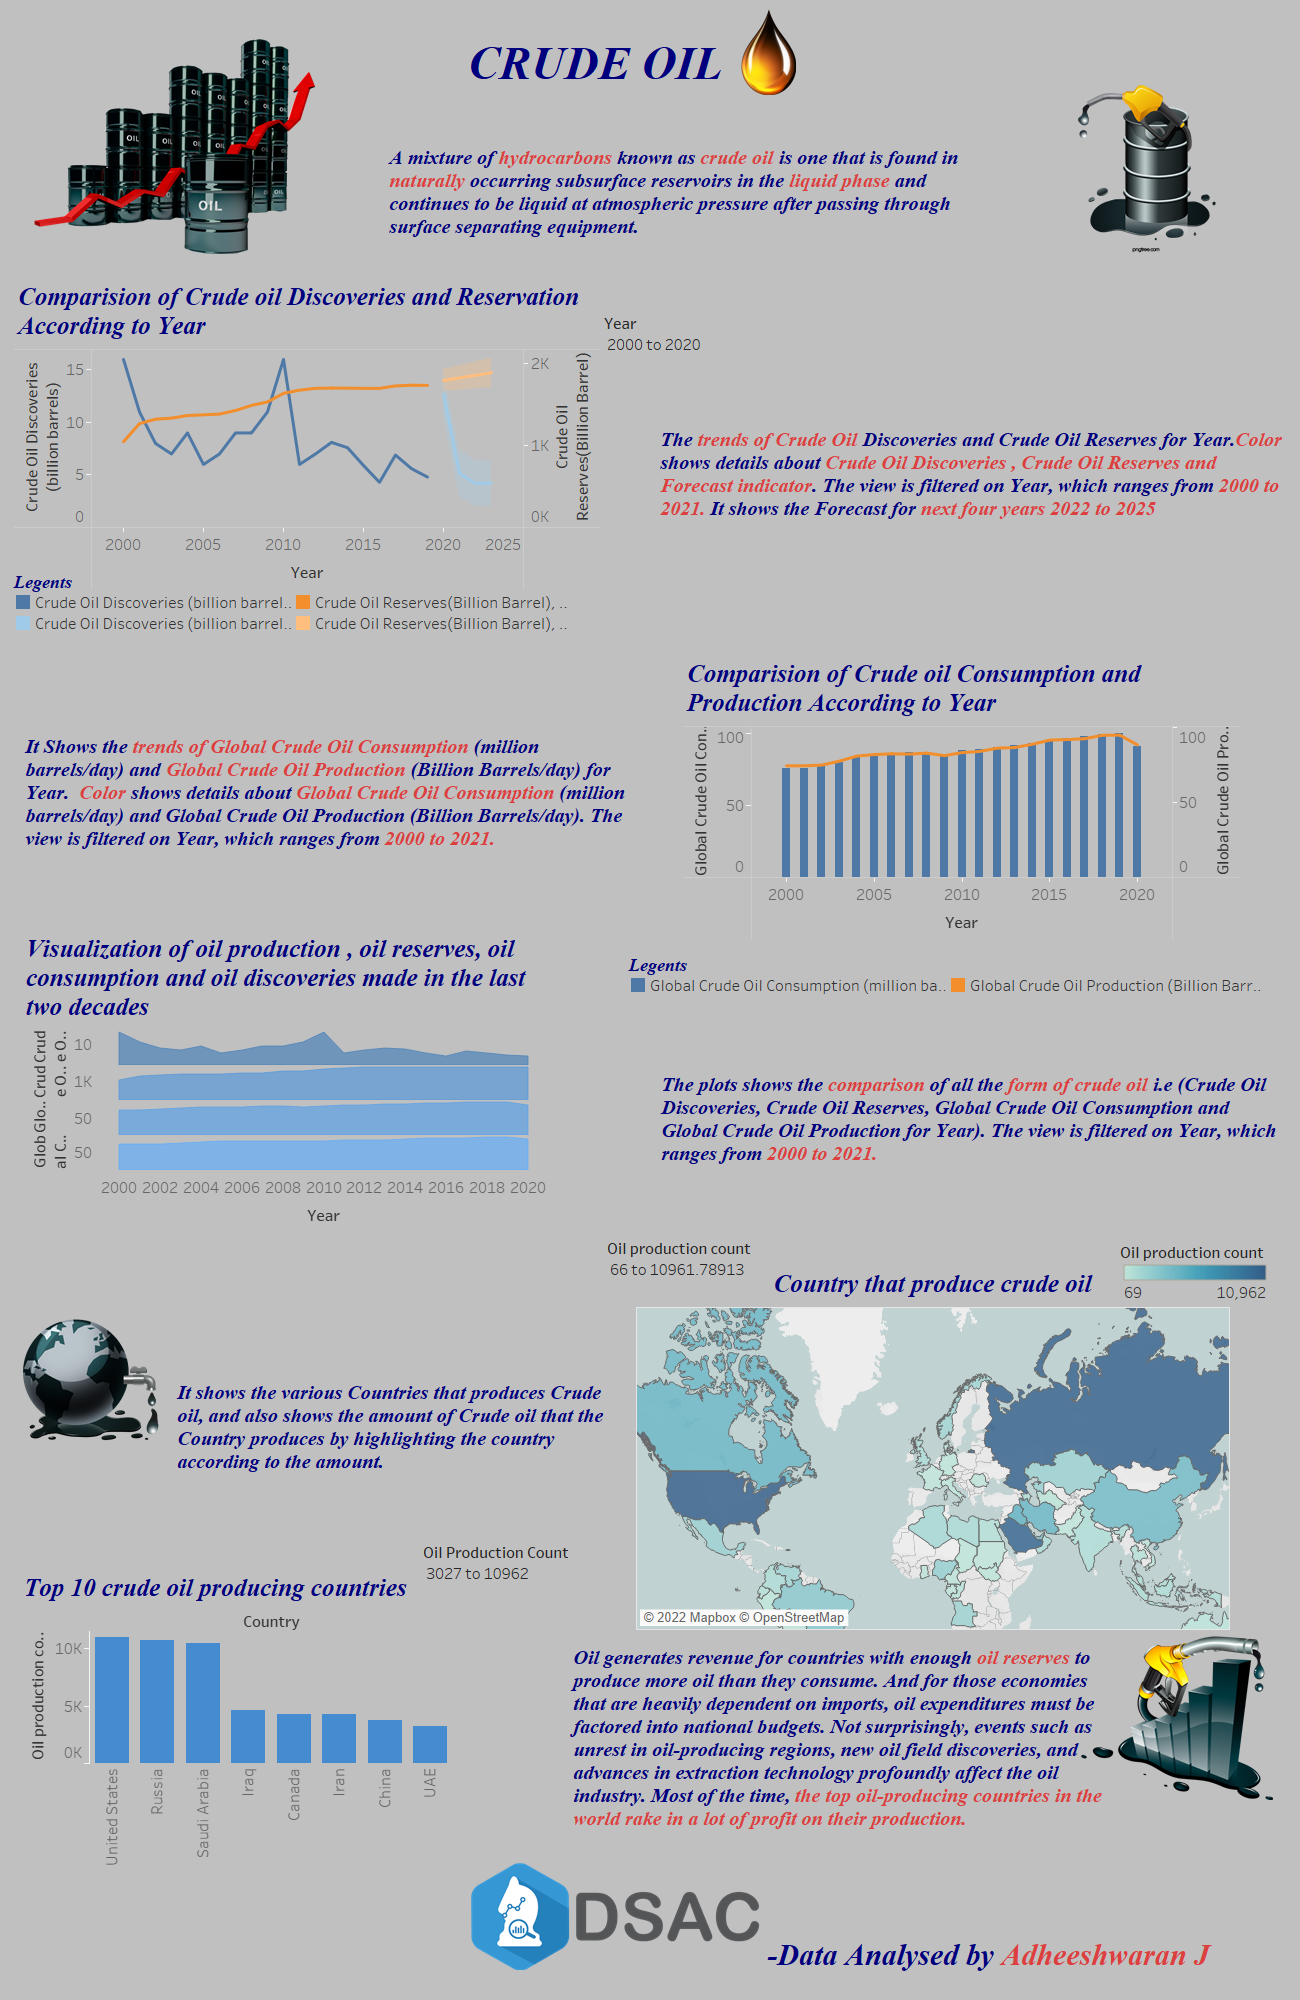 CRUDE OIL
OIL
OIL
OIL
OIL
OIL
OIL
OIL
OIL
OIL
A mixture of hydrocarbons known as crude oil is one that is found in
naturally occurring subsurface reservoirs in the liquid phase and
continues to be liquid at atmospheric pressure after passing through
surface separating equipment.
pngtree.com
Comparision of Crude oil Discoveries and Reservation
According to Year
Year
2000 to 2020
Crude Oil Discoveries
(billion barrels)
15
10
5
0
2K
1K
0K
Crude Oil
Reserves(Billion Barrel)
2000 2005 2010 2015 2020 2025
Year
Legents
Crude Oil Discoveries (billion barrel.. Crude Oil Reserves(Billion Barrel), ..
Crude Oil Discoveries (billion barrel.. Crude Oil Reserves(Billion Barrel), ..
The trends of Crude Oil Discoveries and Crude Oil Reserves for Year.Color
shows details about Crude Oil Discoveries , Crude Oil Reserves and
Forecast indicator. The view is filtered on Year, which ranges from 2000 to
2021. It shows the Forecast for next four years 2022 to 2025
Comparision of Crude oil Consumption and
Production According to Year
It Shows the trends of Global Crude Oil Consumption (million
barrels/day) and Global Crude Oil Production (Billion Barrels/day) for
Year. Color shows details about Global Crude Oil Consumption (million
barrels/day) and Global Crude Oil Production (Billion Barrels/day). The
view is filtered on Year, which ranges from 2000 to 2021.
Global Crude Oil Con..
100
50
0
100
50
0
Global Crude Oil Pro..
2000 2005 2010 2015 2020
Year
Legents
Global Crude Oil Consumption (million ba.. Global Crude Oil Production (Billion Barr..
Visualization of oil production , oil reserves, oil
consumption and oil discoveries made in the last
two decades
Crud
e O..
10
Crud
e O..
1K
Glo..
50
Glob
al C..
50
2000 2002 2004 2006 2008 2010 2012 2014 2016 2018 2020
Year
The plots shows the comparison of all the form of crude oil i.e (Crude Oil
Discoveries, Crude Oil Reserves, Global Crude Oil Consumption and
Global Crude Oil Production for Year). The view is filtered on Year, which
ranges from 2000 to 2021.
Oil production count
66 to 10961.78913
Country that produce crude oil
Oil production count
69 10,962
It shows the various Countries that produces Crude
oil, and also shows the amount of Crude oil that the
Country produces by highlighting the country
according to the amount.
© 2022 Mapbox © OpenStreetMap
Oil Production Count
3027 to 10962
Top 10 crude oil producing countries
Country
Oil production co..
10K
5K
0K
United States
Russia
Saudi Arabia
Iraq
Canada
Iran
China
UAE
Oil generates revenue for countries with enough oil reserves to
produce more oil than they consume. And for those economies
that are heavily dependent on imports, oil expenditures must be
factored into national budgets. Not surprisingly, events such as
unrest in oil-producing regions, new oil field discoveries, and
advances in extraction technology profoundly affect the oil
industry. Most of the time, the top oil-producing countries in the
world rake in a lot of profit on their production.
DSAC
-Data Analysed by Adheeshwaran J